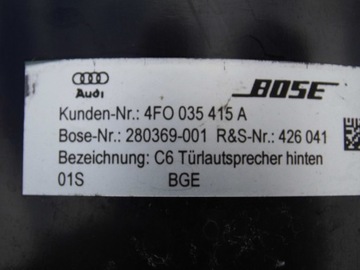 Audi BOSE
Kunden-Nr.: 4FO 035 415 A
Bose-Nr.: 280369-001 R&S-Nr.: 426 041
Bezeichnung: C6 Türlautsprecher hinten
01S BGE